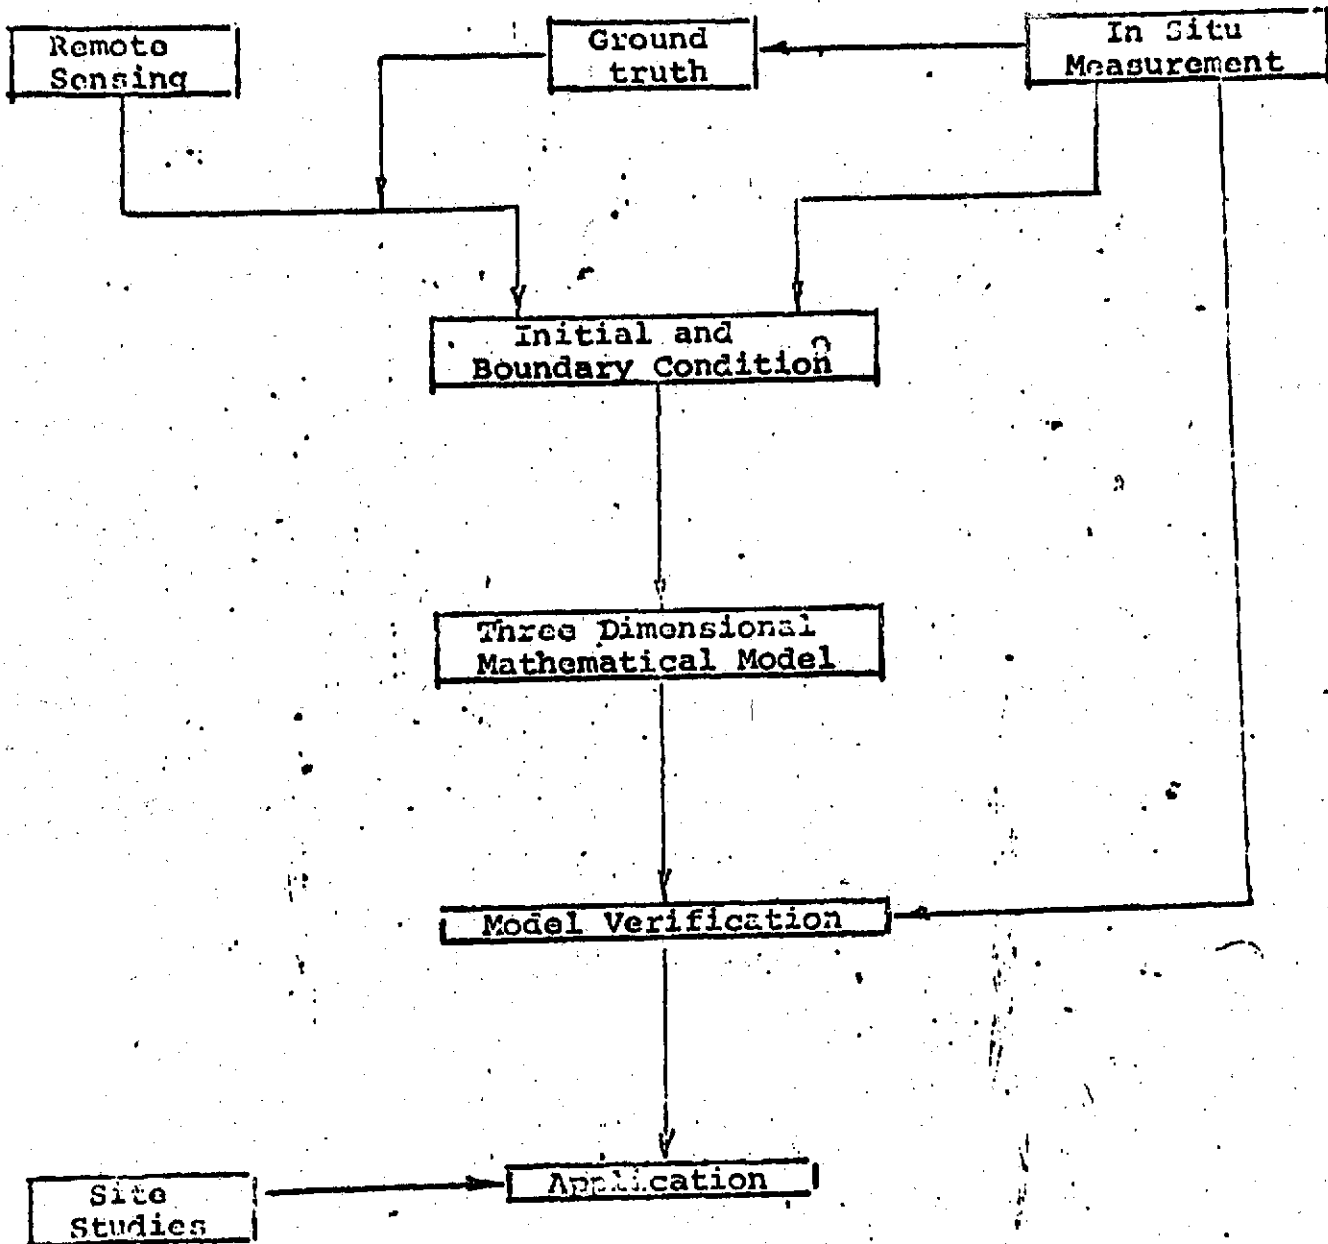 Remote
Sensing
Ground
truth
In Situ
Measurement
Initial and
Boundary Condition
Three Dimensional
Mathematical Model
Model Verification
Application
Site
Studies